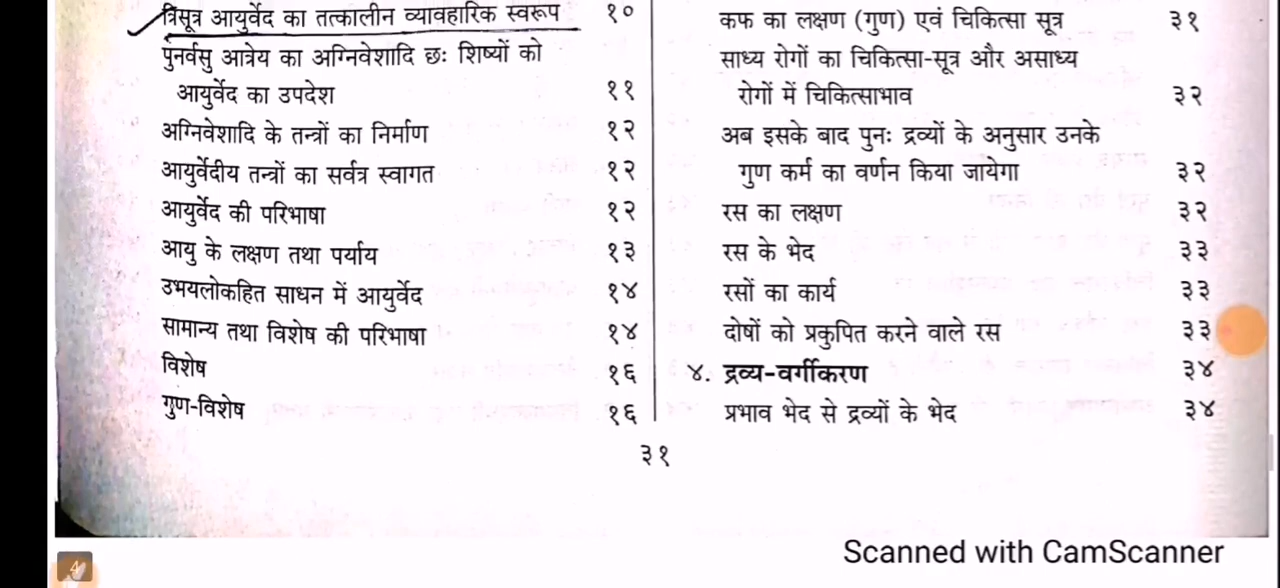 त्रिसूत्र आयुर्वेद का तत्कालीन व्यावहारिक स्वरूप १०
पुनर्वसु आत्रेय का अग्निवेशादि छः शिष्यों को
आयुर्वेद का उपदेश ११
अग्निवेशादि के तन्त्रों का निर्माण १२
आयुर्वेदीय तन्त्रों का सर्वत्र स्वागत १२
आयुर्वेद की परिभाषा १२
आयु के लक्षण तथा पर्याय १३
उभयलोकहित साधन में आयुर्वेद १४
सामान्य तथा विशेष की परिभाषा १४
विशेष १६
गुण-विशेष १६
कफ का लक्षण (गुण) एवं चिकित्सा सूत्र ३१
साध्य रोगों का चिकित्सा-सूत्र और असाध्य
रोगों में चिकित्साभाव ३२
अब इसके बाद पुनः द्रव्यों के अनुसार उनके
गुण कर्म का वर्णन किया जायेगा ३२
रस का लक्षण ३२
रस के भेद ३३
रसों का कार्य ३३
दोषों को प्रकुपित करने वाले रस ३३
४. द्रव्य-वर्गीकरण ३४
प्रभाव भेद से द्रव्यों के भेद ३४
३१
Scanned with CamScanner
4